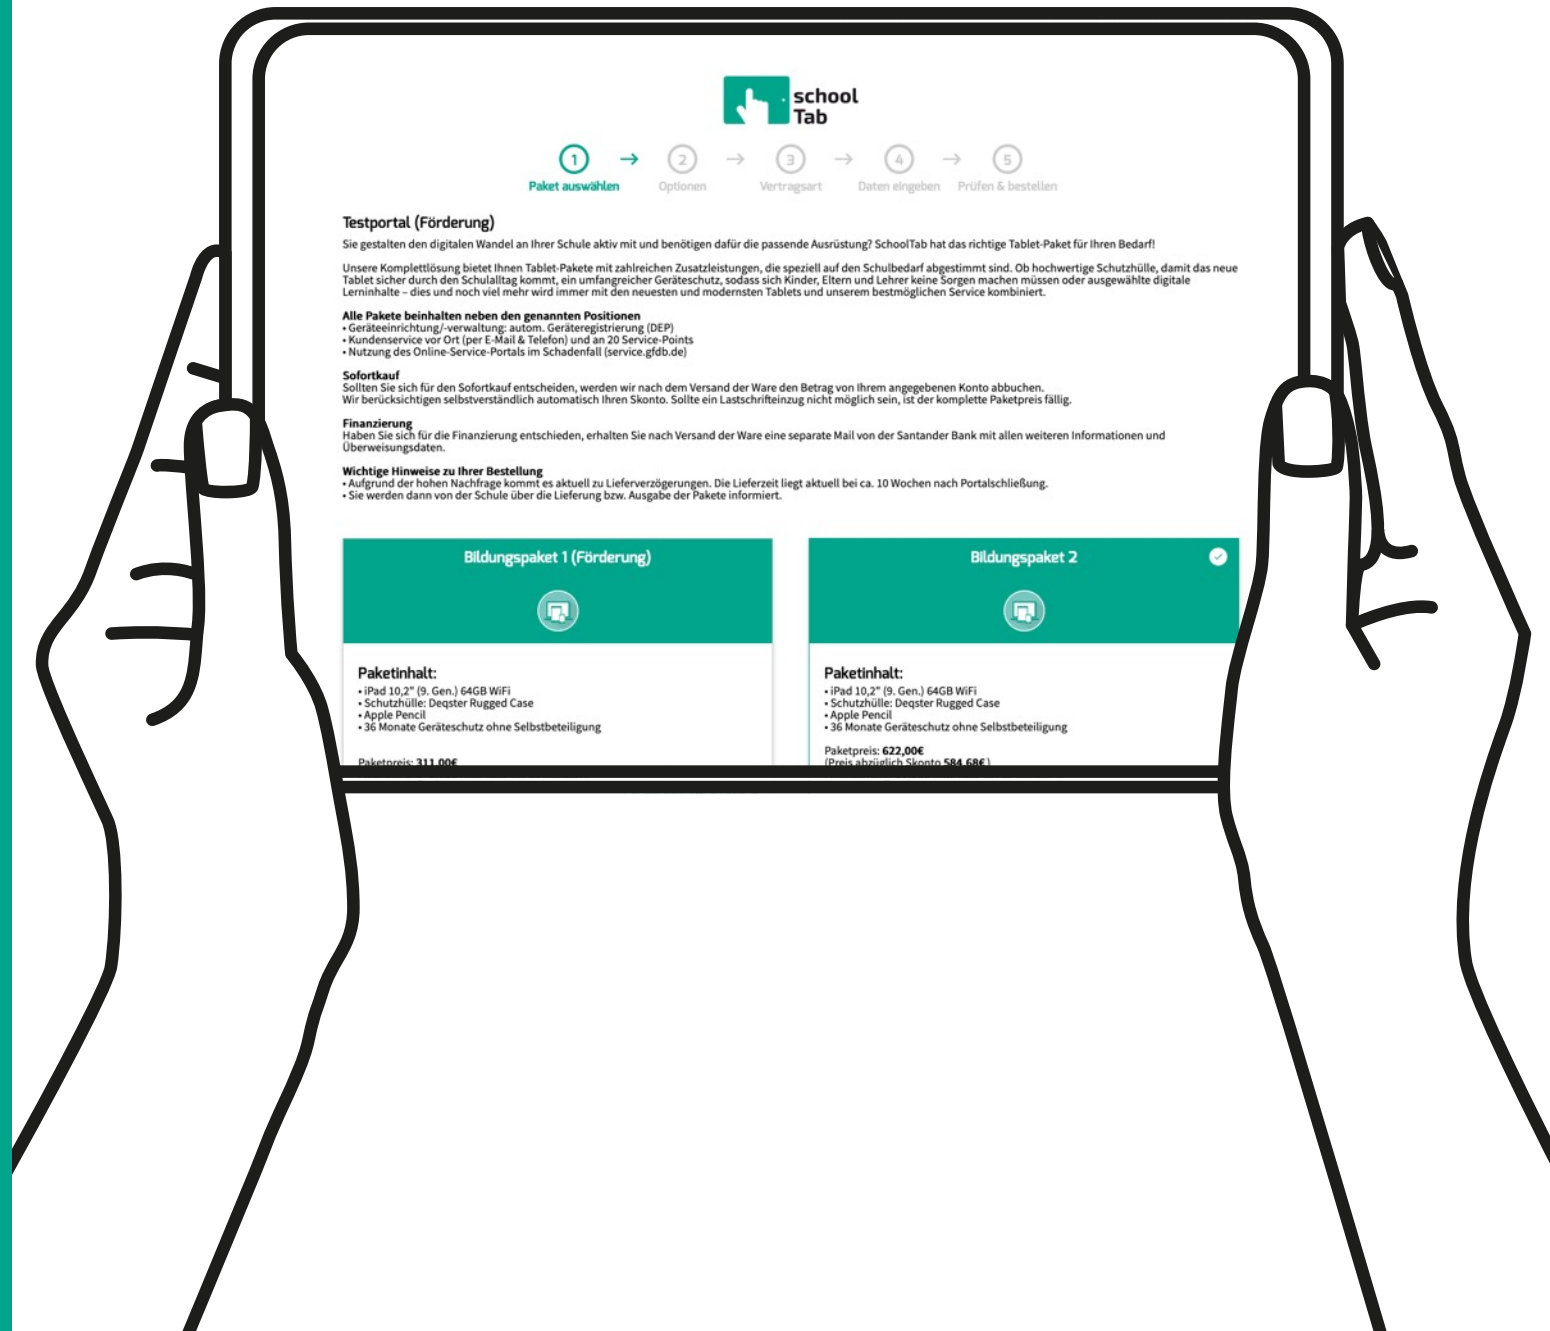 school
Tab
1
2
3
4
5
Paket auswählen
Optionen
Vertragsart
Daten eingeben
Prüfen & bestellen
Testportal (Förderung)
Sie gestalten den digitalen Wandel an Ihrer Schule aktiv mit und benötigen dafür die passende Ausrüstung? SchoolTab hat das richtige Tablet-Paket für Ihren Bedarf!
Unsere Komplettlösung bietet Ihnen Tablet-Pakete mit zahlreichen Zusatzleistungen, die speziell auf den Schulbedarf abgestimmt sind. Ob hochwertige Schutzhülle, damit das neue
Tablet sicher durch den Schulalltag kommt, ein umfangreicher Geräteschutz, sodass sich Kinder, Eltern und Lehrer keine Sorgen machen müssen oder ausgewählte digitale
Lerninhalte – dies und noch viel mehr wird immer mit den neuesten und modernsten Tablets und unserem bestmöglichen Service kombiniert.
Alle Pakete beinhalten neben den genannten Positionen
• Geräteeinrichtung/-verwaltung: autom. Geräteregistrierung (DEP)
• Kundenservice vor Ort (per E-Mail & Telefon) und an 20 Service-Points
• Nutzung des Online-Service-Portals im Schadenfall (service.gfdb.de)
Sofortkauf
Sollten Sie sich für den Sofortkauf entscheiden, werden wir nach dem Versand der Ware den Betrag von Ihrem angegebenen Konto abbuchen.
Wir berücksichtigen selbstverständlich automatisch Ihren Skonto. Sollte ein Lastschrifteinzug nicht möglich sein, ist der komplette Paketpreis fällig.
Finanzierung
Haben Sie sich für die Finanzierung entschieden, erhalten Sie nach Versand der Ware eine separate Mail von der Santander Bank mit allen weiteren Informationen und
Überweisungsdaten.
Wichtige Hinweise zu Ihrer Bestellung
• Aufgrund der hohen Nachfrage kommt es aktuell zu Lieferverzögerungen. Die Lieferzeit liegt aktuell bei ca. 10 Wochen nach Portalschließung.
• Sie werden dann von der Schule über die Lieferung bzw. Ausgabe der Pakete informiert.
Bildungspaket 1 (Förderung)
Paketinhalt:
• iPad 10,2" (9. Gen.) 64GB WiFi
• Schutzhülle: Deqster Rugged Case
• Apple Pencil
• 36 Monate Geräteschutz ohne Selbstbeteiligung
Paketpreis: 311,00€
Bildungspaket 2
Paketinhalt:
• iPad 10,2" (9. Gen.) 64GB WiFi
• Schutzhülle: Deqster Rugged Case
• Apple Pencil
• 36 Monate Geräteschutz ohne Selbstbeteiligung
Paketpreis: 622,00€
(Preis abzüglich Skonto 584,68€ )